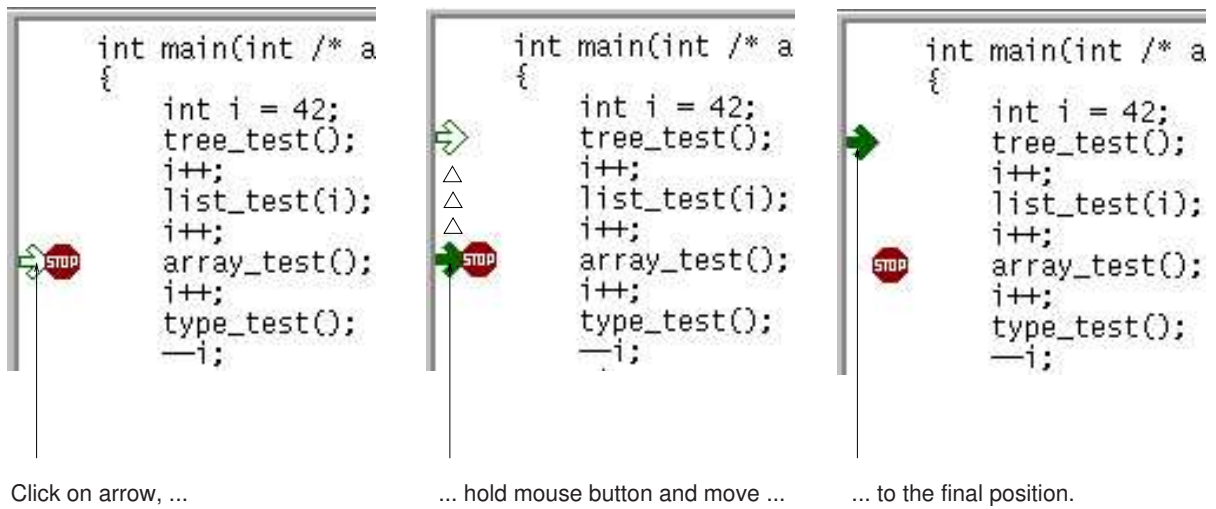 int main(int /* a
{
int i = 42;
tree_test();
i++;
list_test(i);
i++;
STOP array_test();
i++;
type_test();
--i;
int main(int /* a
{
int i = 42;
tree_test();
i++;
list_test(i);
i++;
STOP array_test();
i++;
type_test();
--i;
int main(int /* a
{
int i = 42;
tree_test();
i++;
list_test(i);
i++;
STOP array_test();
i++;
type_test();
--i;
Click on arrow, ...
... hold mouse button and move ...
... to the final position.